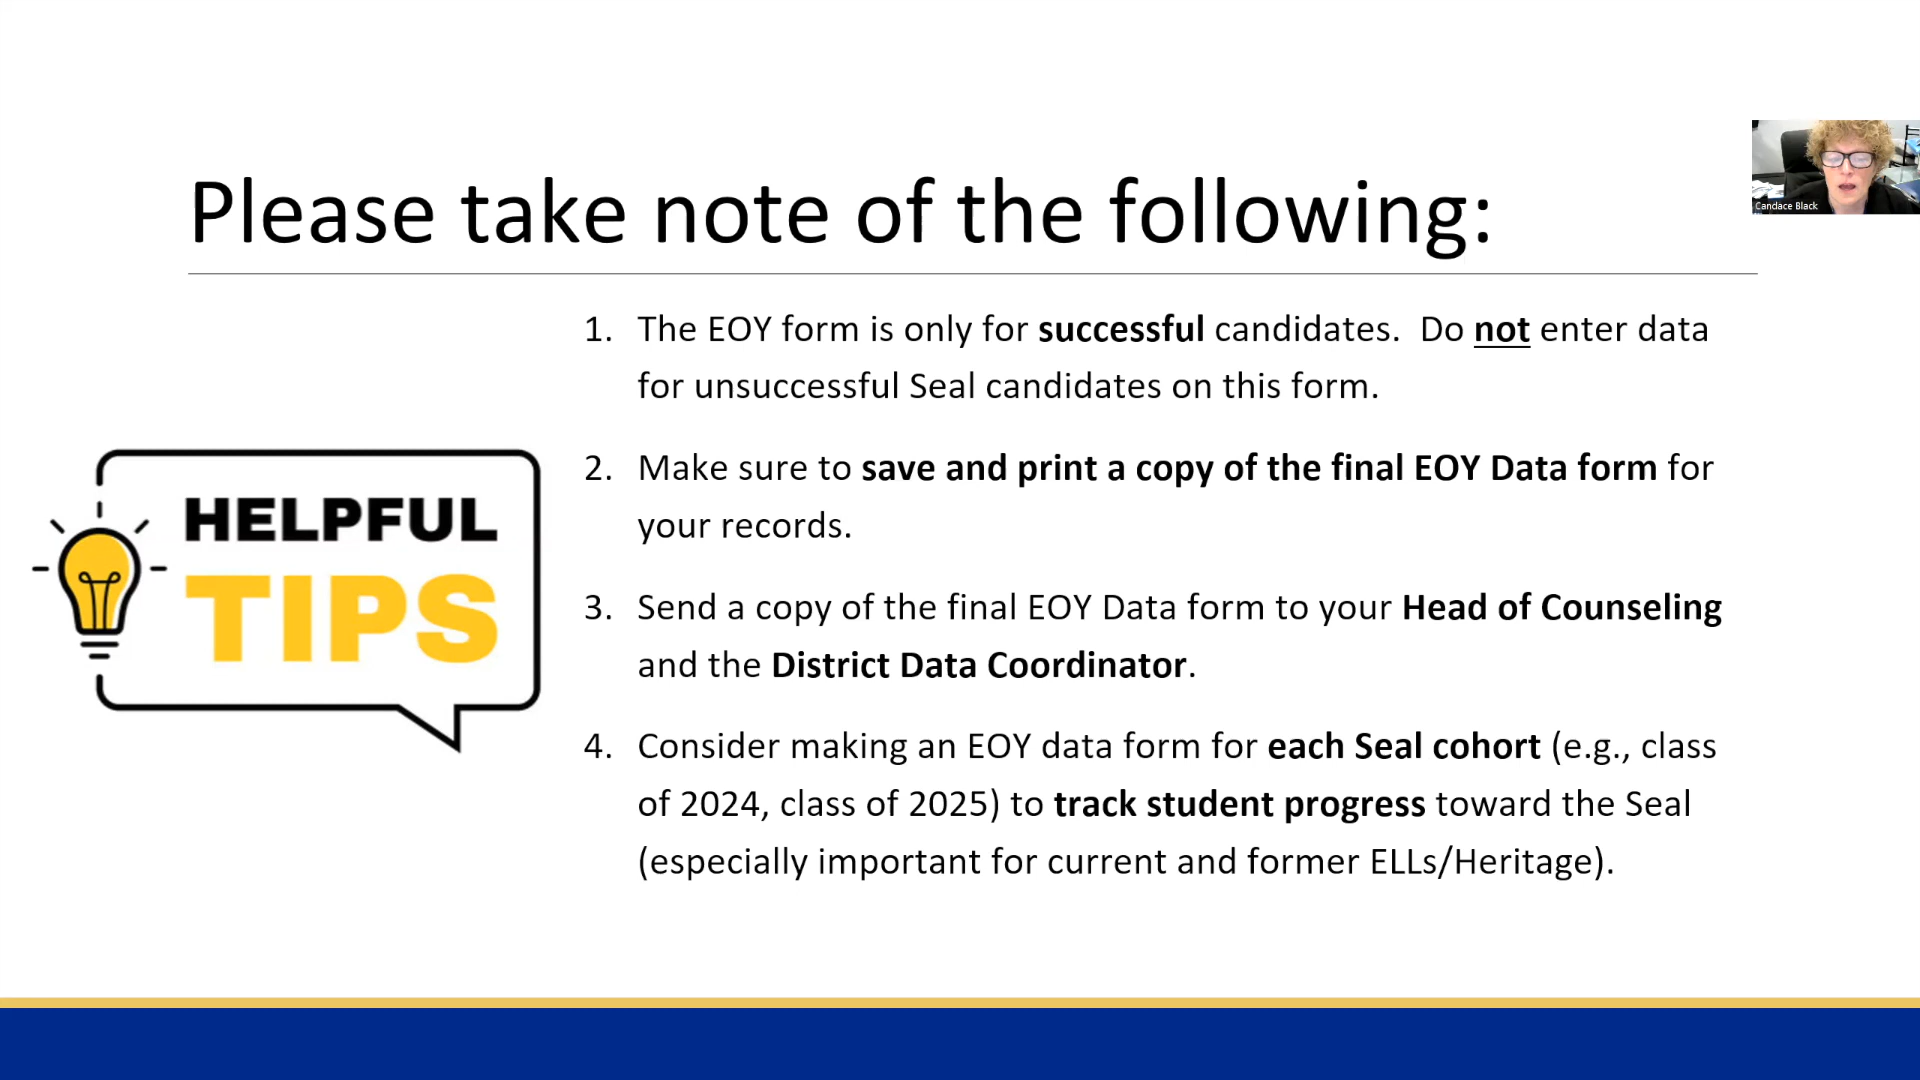 Please take note of the following:
Candace Black
1. The EOY form is only for successful candidates.  Do not enter data
for unsuccessful Seal candidates on this form.
HELPFUL
TIPS
2. Make sure to save and print a copy of the final EOY Data form for
your records.
3. Send a copy of the final EOY Data form to your Head of Counseling
and the District Data Coordinator.
4. Consider making an EOY data form for each Seal cohort (e.g., class
of 2024, class of 2025) to track student progress toward the Seal
(especially important for current and former ELLs/Heritage).